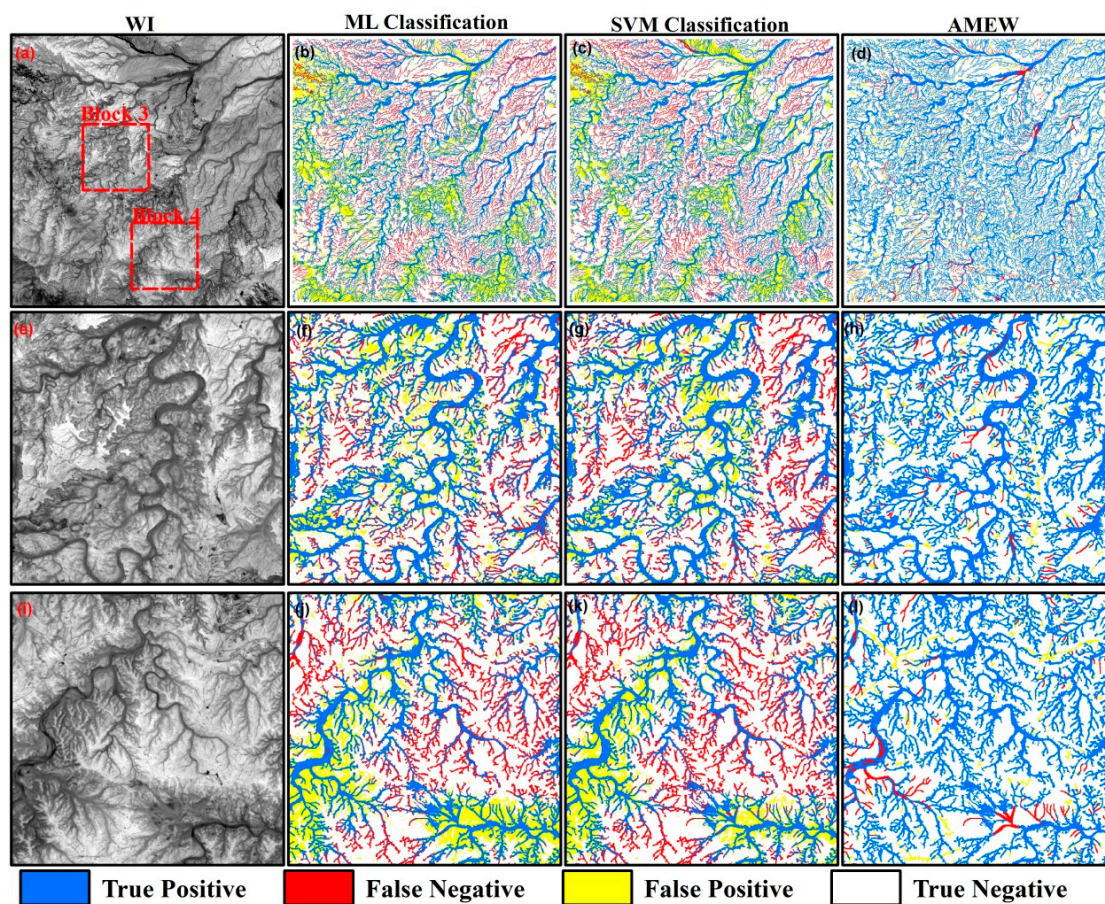 WI ML Classification SVM Classification AMEW
(a) (b) (c) (d)
Block 3
Block 4
(e) (f) (g) (h)
(i) (j) (k) (l)
True Positive False Negative False Positive True Negative